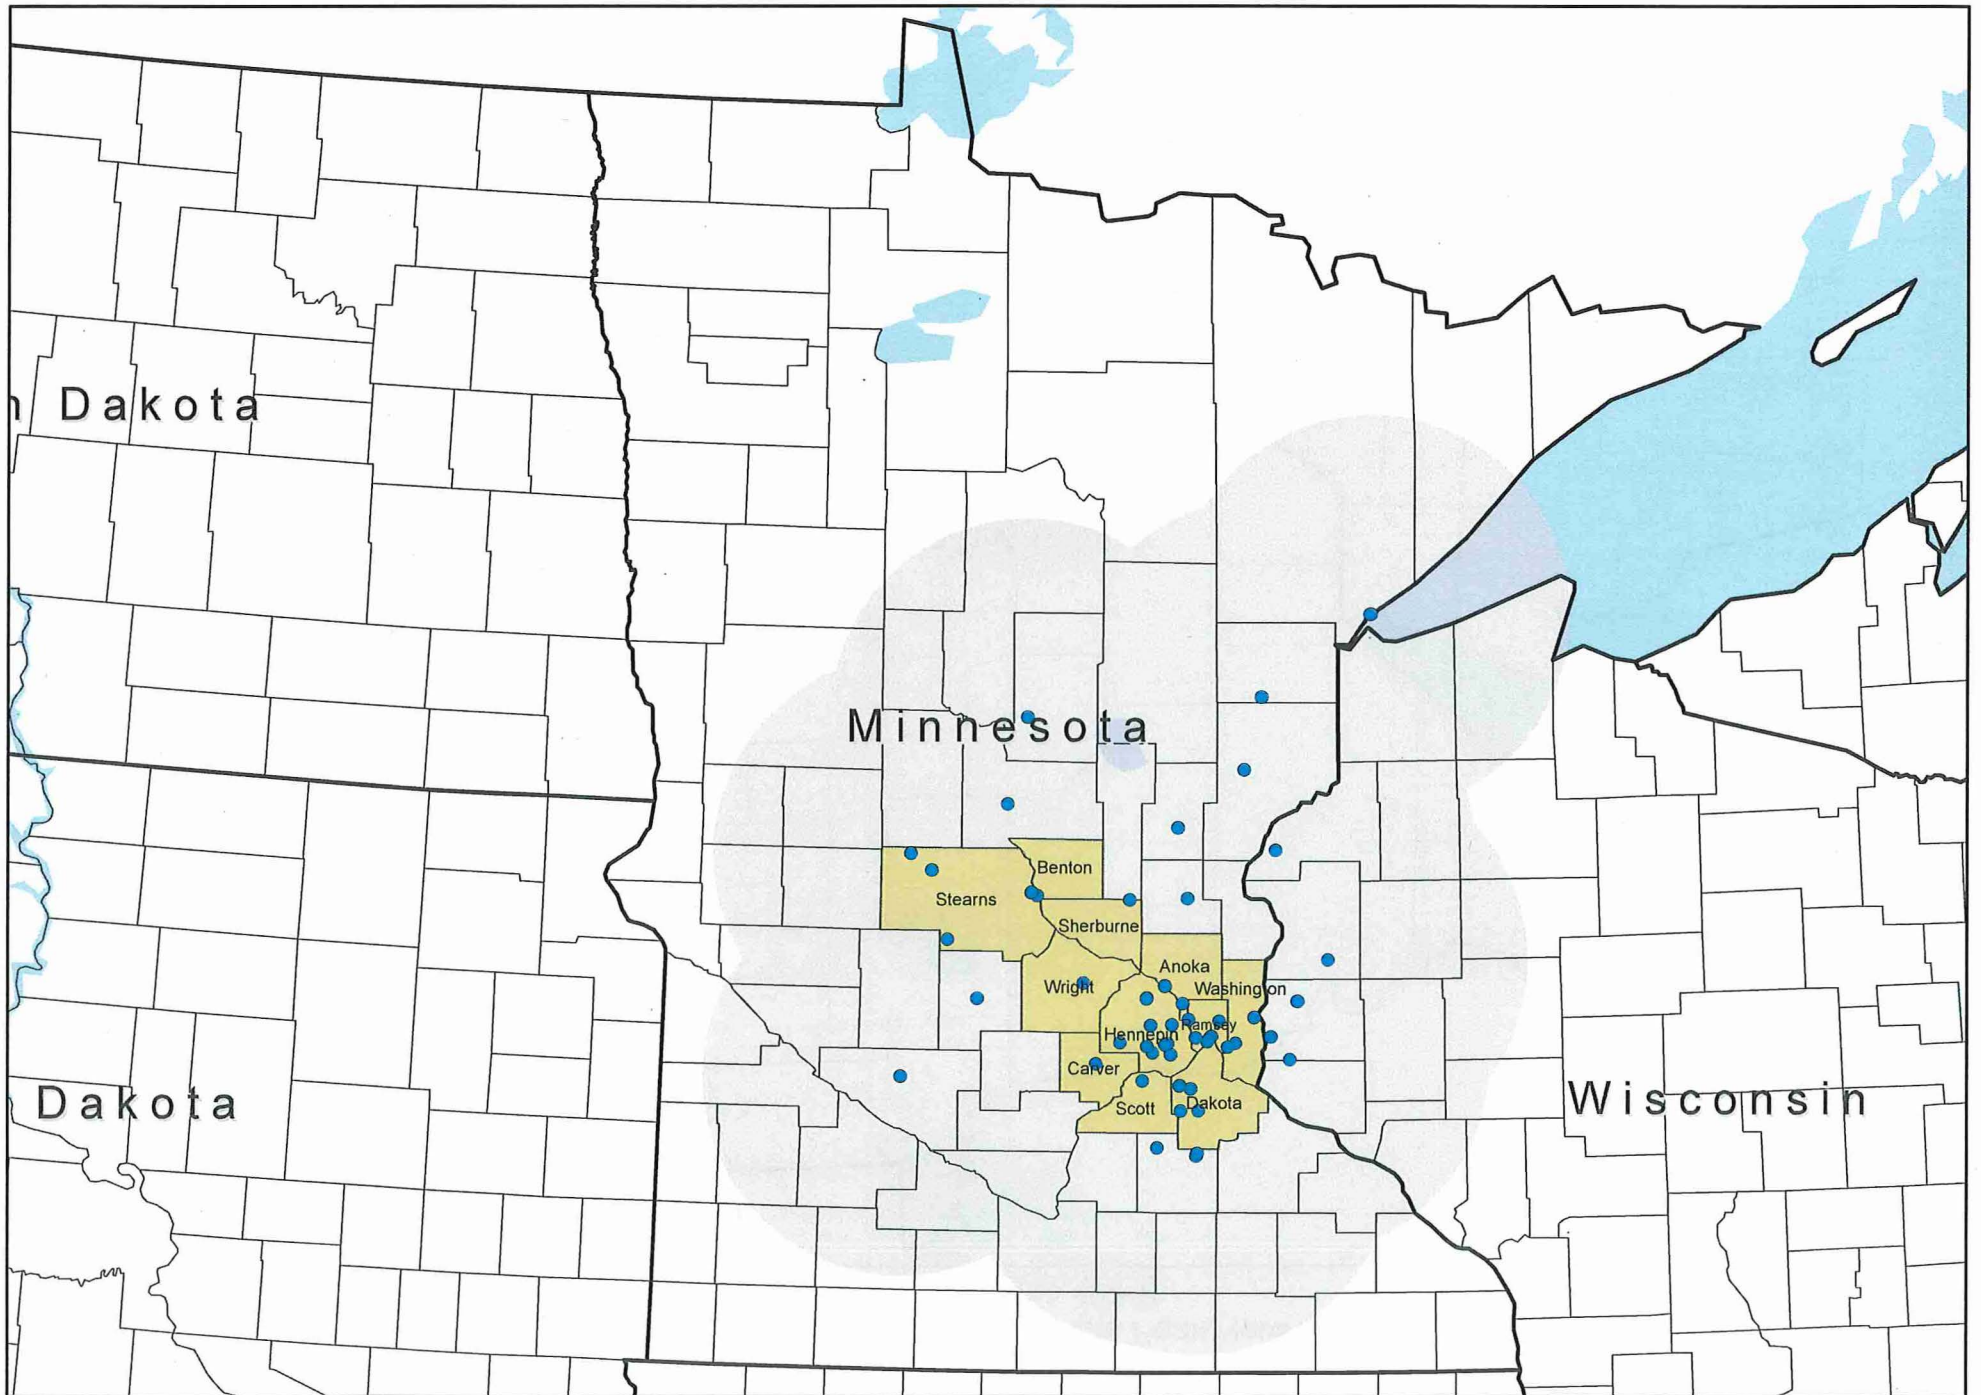 n Dakota
Minnesota
Benton
Stearns
Sherburne
Anoka
Wright
Washington
Ramsey
Hennepin
Carver
Dakota
Scott
Dakota
Wisconsin